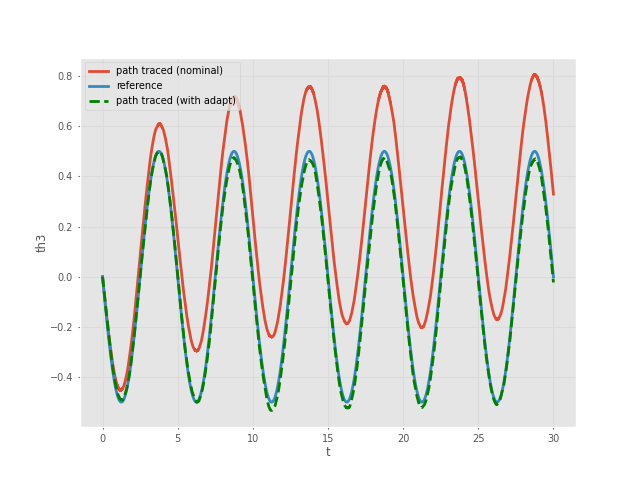 path traced (nominal)
reference
path traced (with adapt)
0.8
0.6
0.4
0.2
0.0
−0.2
−0.4
th3
0
5
10
15
20
25
30
t